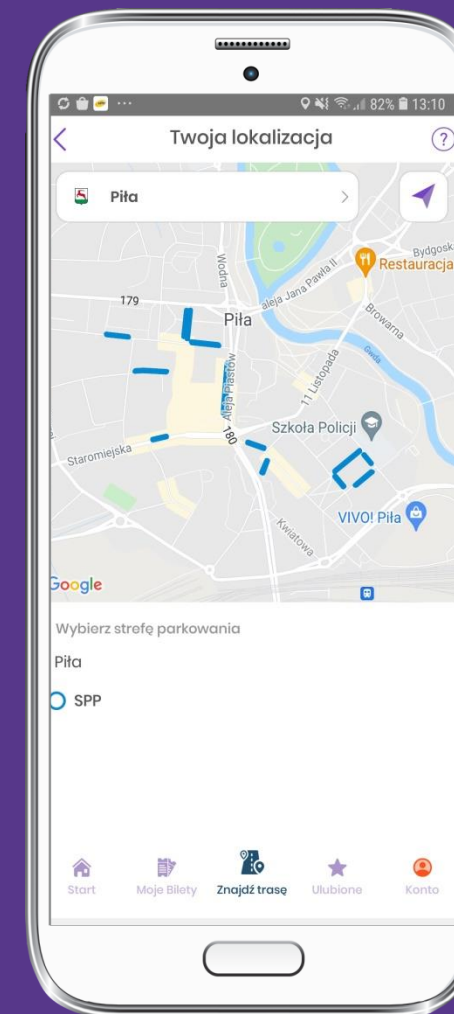 82% 13:10
Twoja lokalizacja
?
Piła
Wodna
aleja Jana Pawła II
Bydgosk
Restauracja
179
Piła
Browarna
Gwda
Aleja Piastów
11 Listopada
180
Szkoła Policji
Staromiejska
VIVO! Piła
Kwiatowa
Google
Wybierz strefę parkowania
Piła
SPP
Start
Moje Bilety
Znajdź trasę
Ulubione
Konto